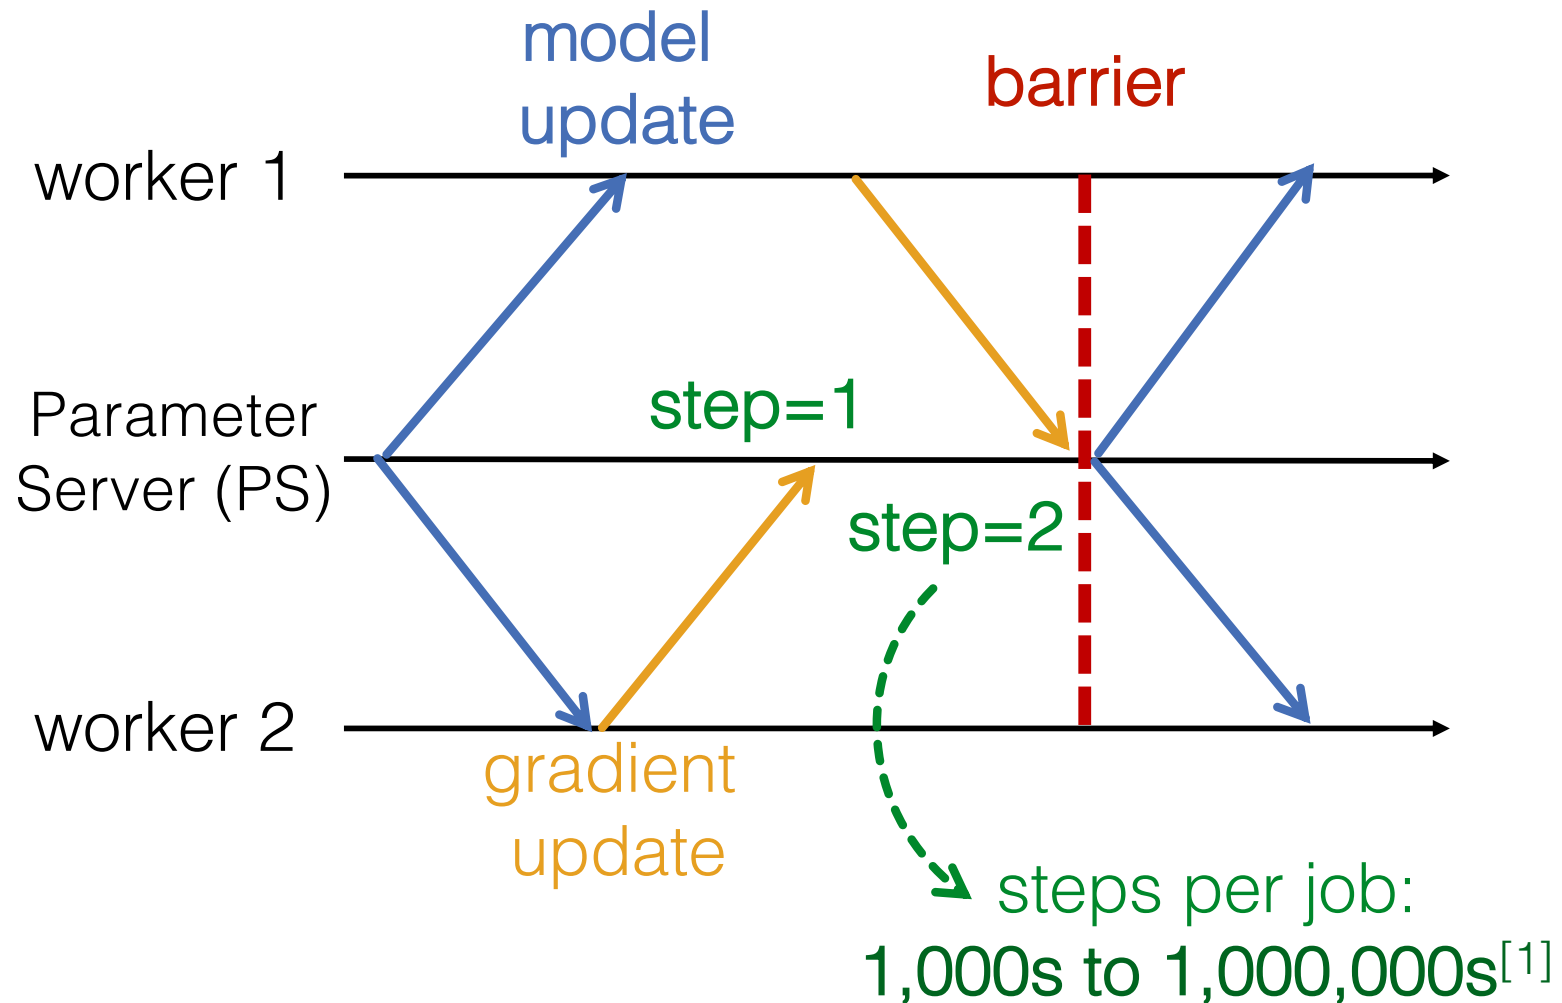 model
update
barrier
worker 1
step=1
Parameter
Server (PS)
step=2
worker 2
gradient
update
steps per job:
1,000s to 1,000,000s[1]